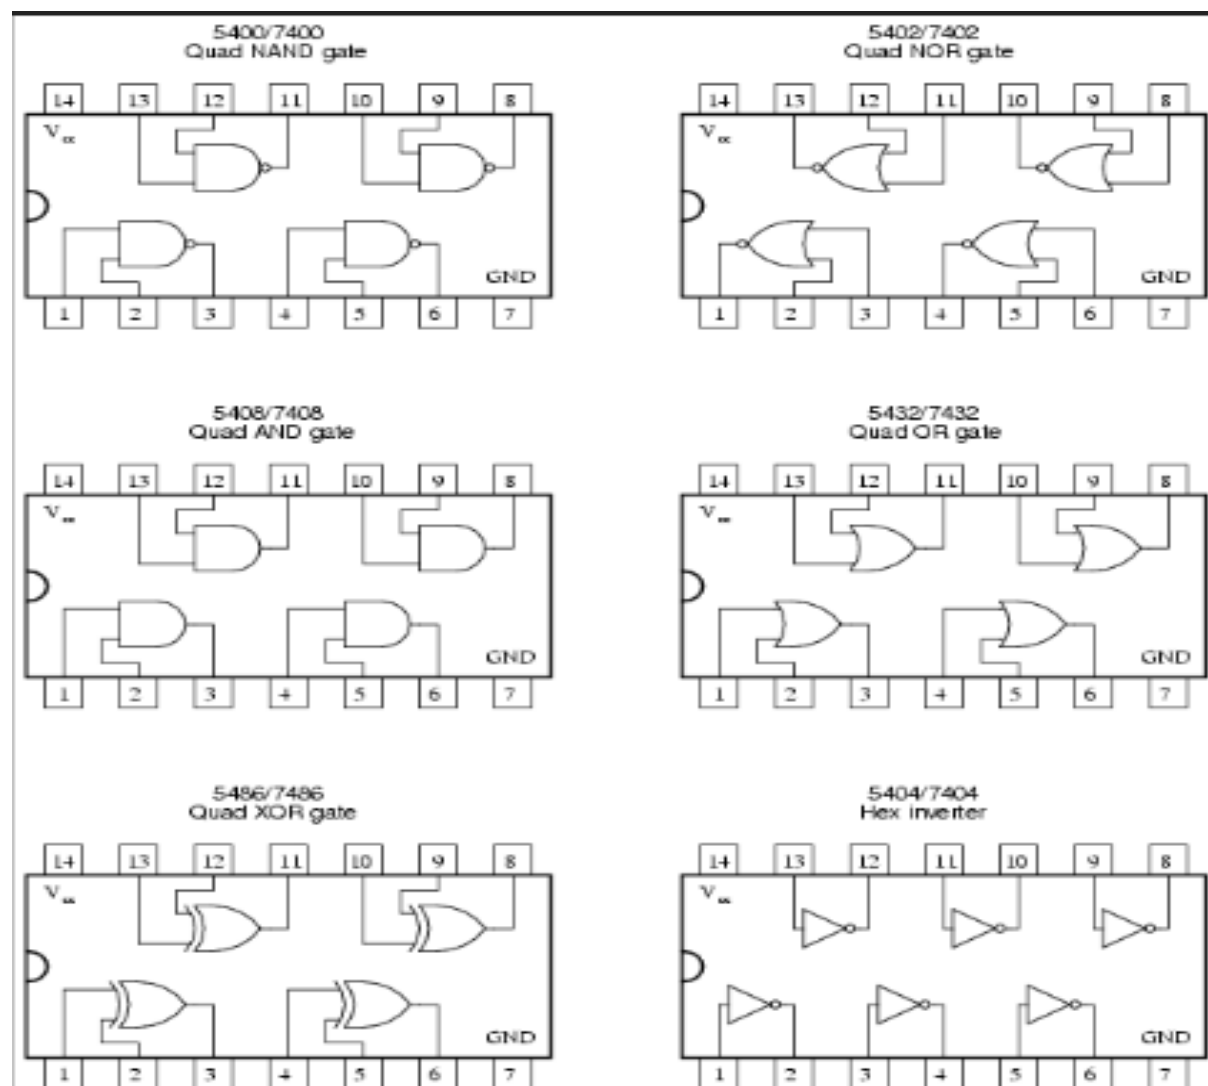 5400/7400
Quad NAND gate
14 13 12 11 10 9 8
Vcc
GND
1 2 3 4 5 6 7
5402/7402
Quad NOR gate
14 13 12 11 10 9 8
Vcc
GND
1 2 3 4 5 6 7
5408/7408
Quad AND gate
14 13 12 11 10 9 8
Vcc
GND
1 2 3 4 5 6 7
5432/7432
Quad OR gate
14 13 12 11 10 9 8
Vcc
GND
1 2 3 4 5 6 7
5486/7486
Quad XOR gate
14 13 12 11 10 9 8
Vcc
GND
1 2 3 4 5 6 7
5404/7404
Hex inverter
14 13 12 11 10 9 8
Vcc
GND
1 2 3 4 5 6 7